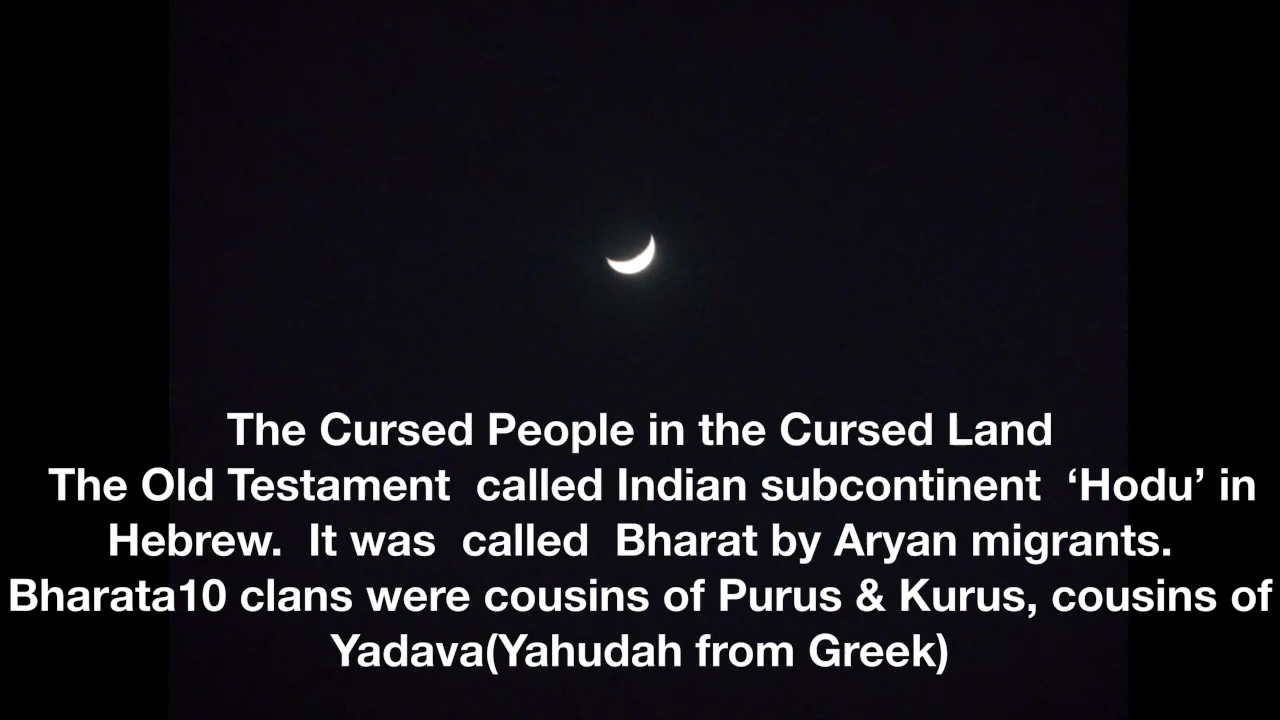 The Cursed People in the Cursed Land
The Old Testament  called Indian subcontinent  ‘Hodu’ in
Hebrew.  It was  called  Bharat by Aryan migrants.
Bharata10 clans were cousins of Purus & Kurus, cousins of
Yadava(Yahudah from Greek)